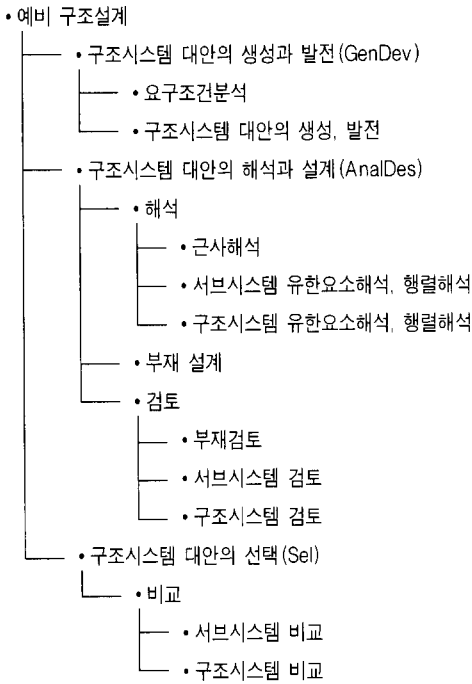 • 예비 구조설계
• 구조시스템 대안의 생성과 발전(GenDev)
• 요구조건분석
• 구조시스템 대안의 생성, 발전
• 구조시스템 대안의 해석과 설계(AnalDes)
• 해석
• 근사해석
• 서브시스템 유한요소해석, 행렬해석
• 구조시스템 유한요소해석, 행렬해석
• 부재 설계
• 검토
• 부재검토
• 서브시스템 검토
• 구조시스템 검토
• 구조시스템 대안의 선택(Sel)
• 비교
• 서브시스템 비교
• 구조시스템 비교